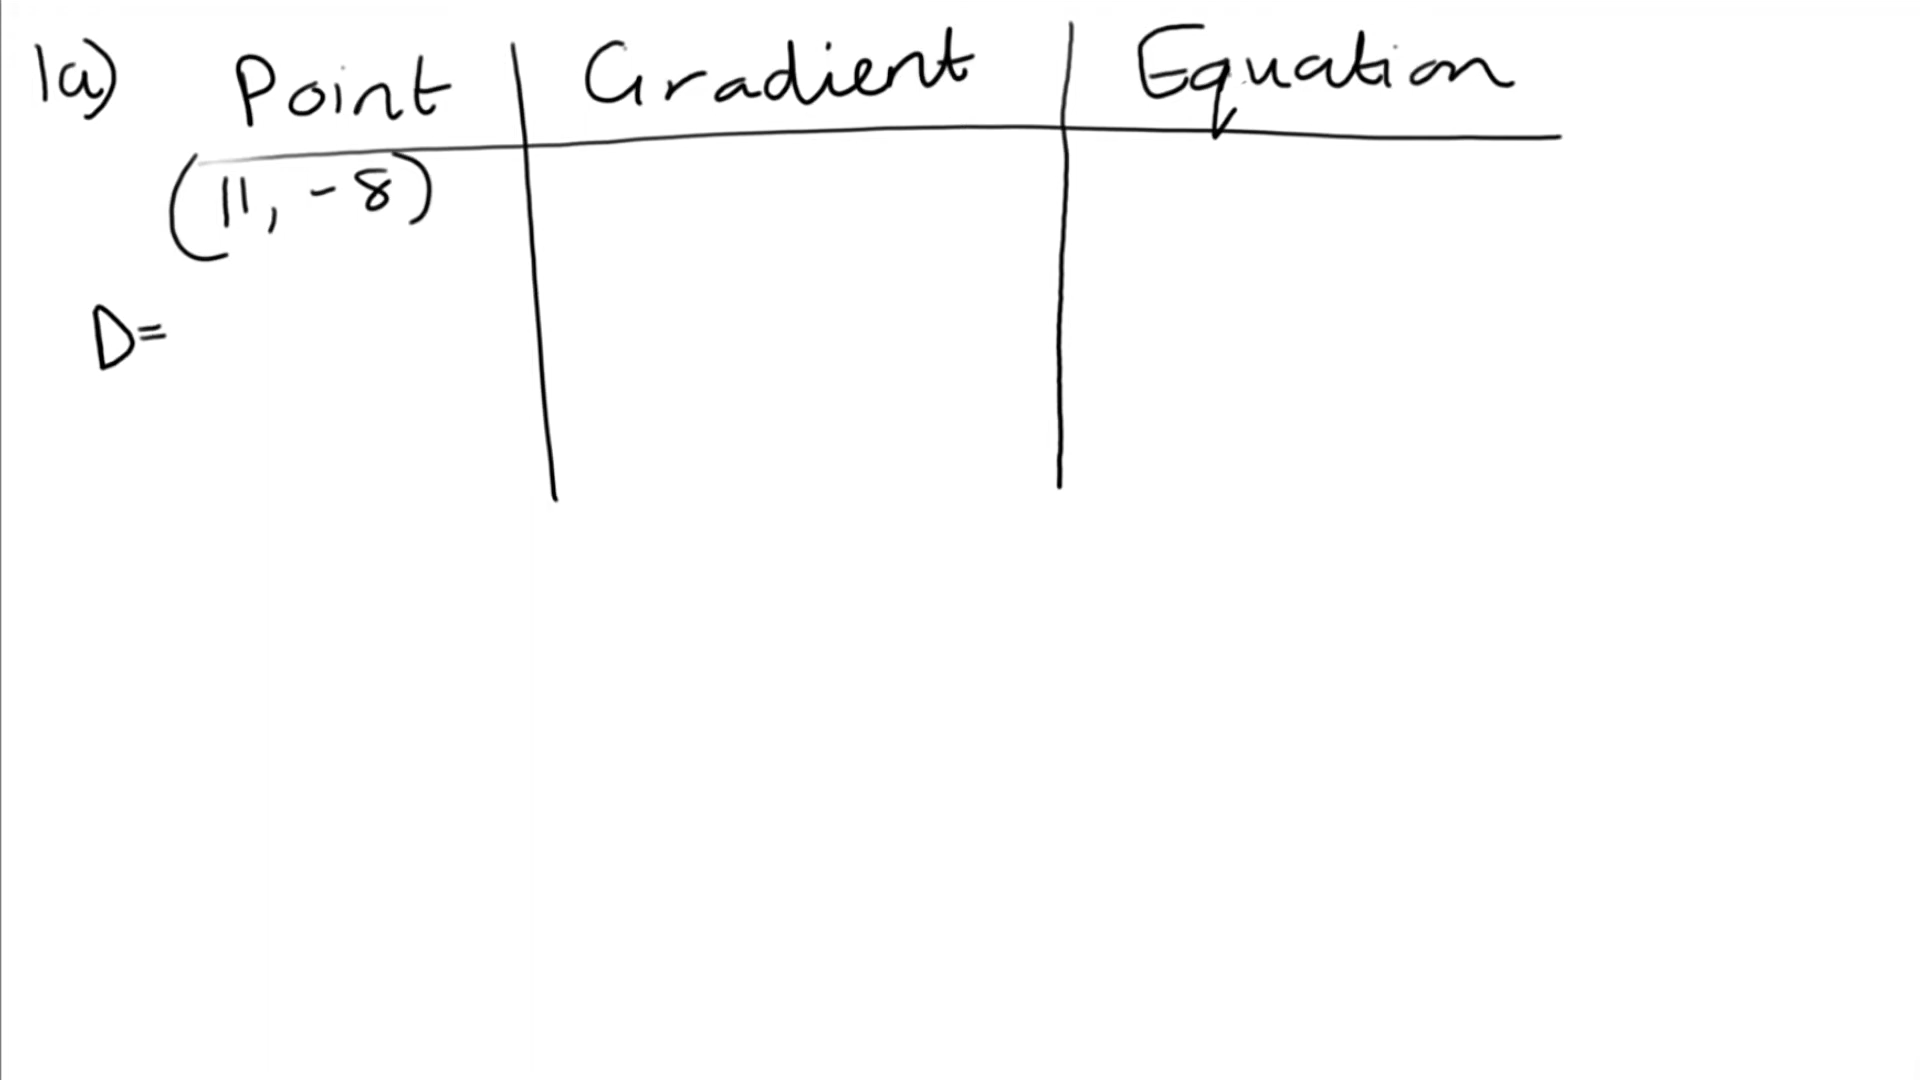 1a) Point Gradient Equation
(11, -8)
D=